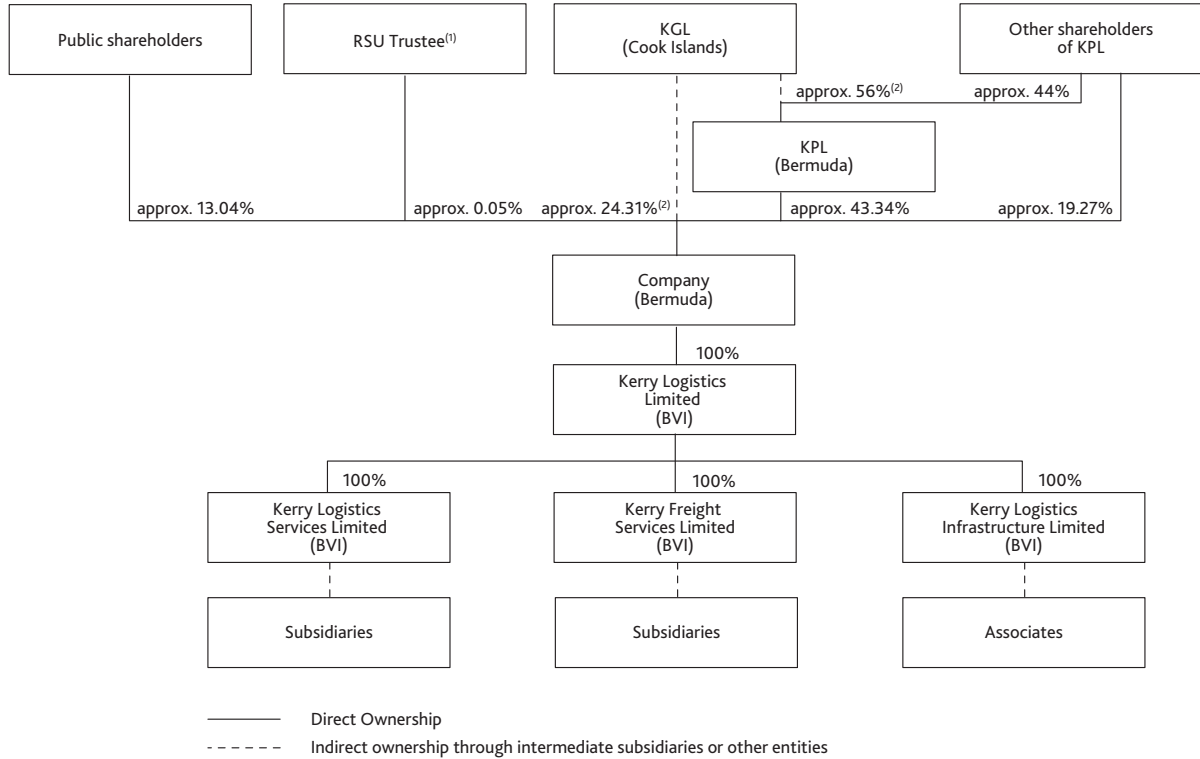 Public shareholders
RSU Trustee(1)
KGL
(Cook Islands)
Other shareholders
of KPL
approx. 56%(2)
approx. 44%
KPL
(Bermuda)
approx. 13.04%
approx. 0.05%
approx. 24.31%(2)
approx. 43.34%
approx. 19.27%
Company
(Bermuda)
100%
Kerry Logistics
Limited
(BVI)
100%
100%
100%
Kerry Logistics
Services Limited
(BVI)
Kerry Freight
Services Limited
(BVI)
Kerry Logistics
Infrastructure Limited
(BVI)
Subsidiaries
Subsidiaries
Associates
Direct Ownership
Indirect ownership through intermediate subsidiaries or other entities